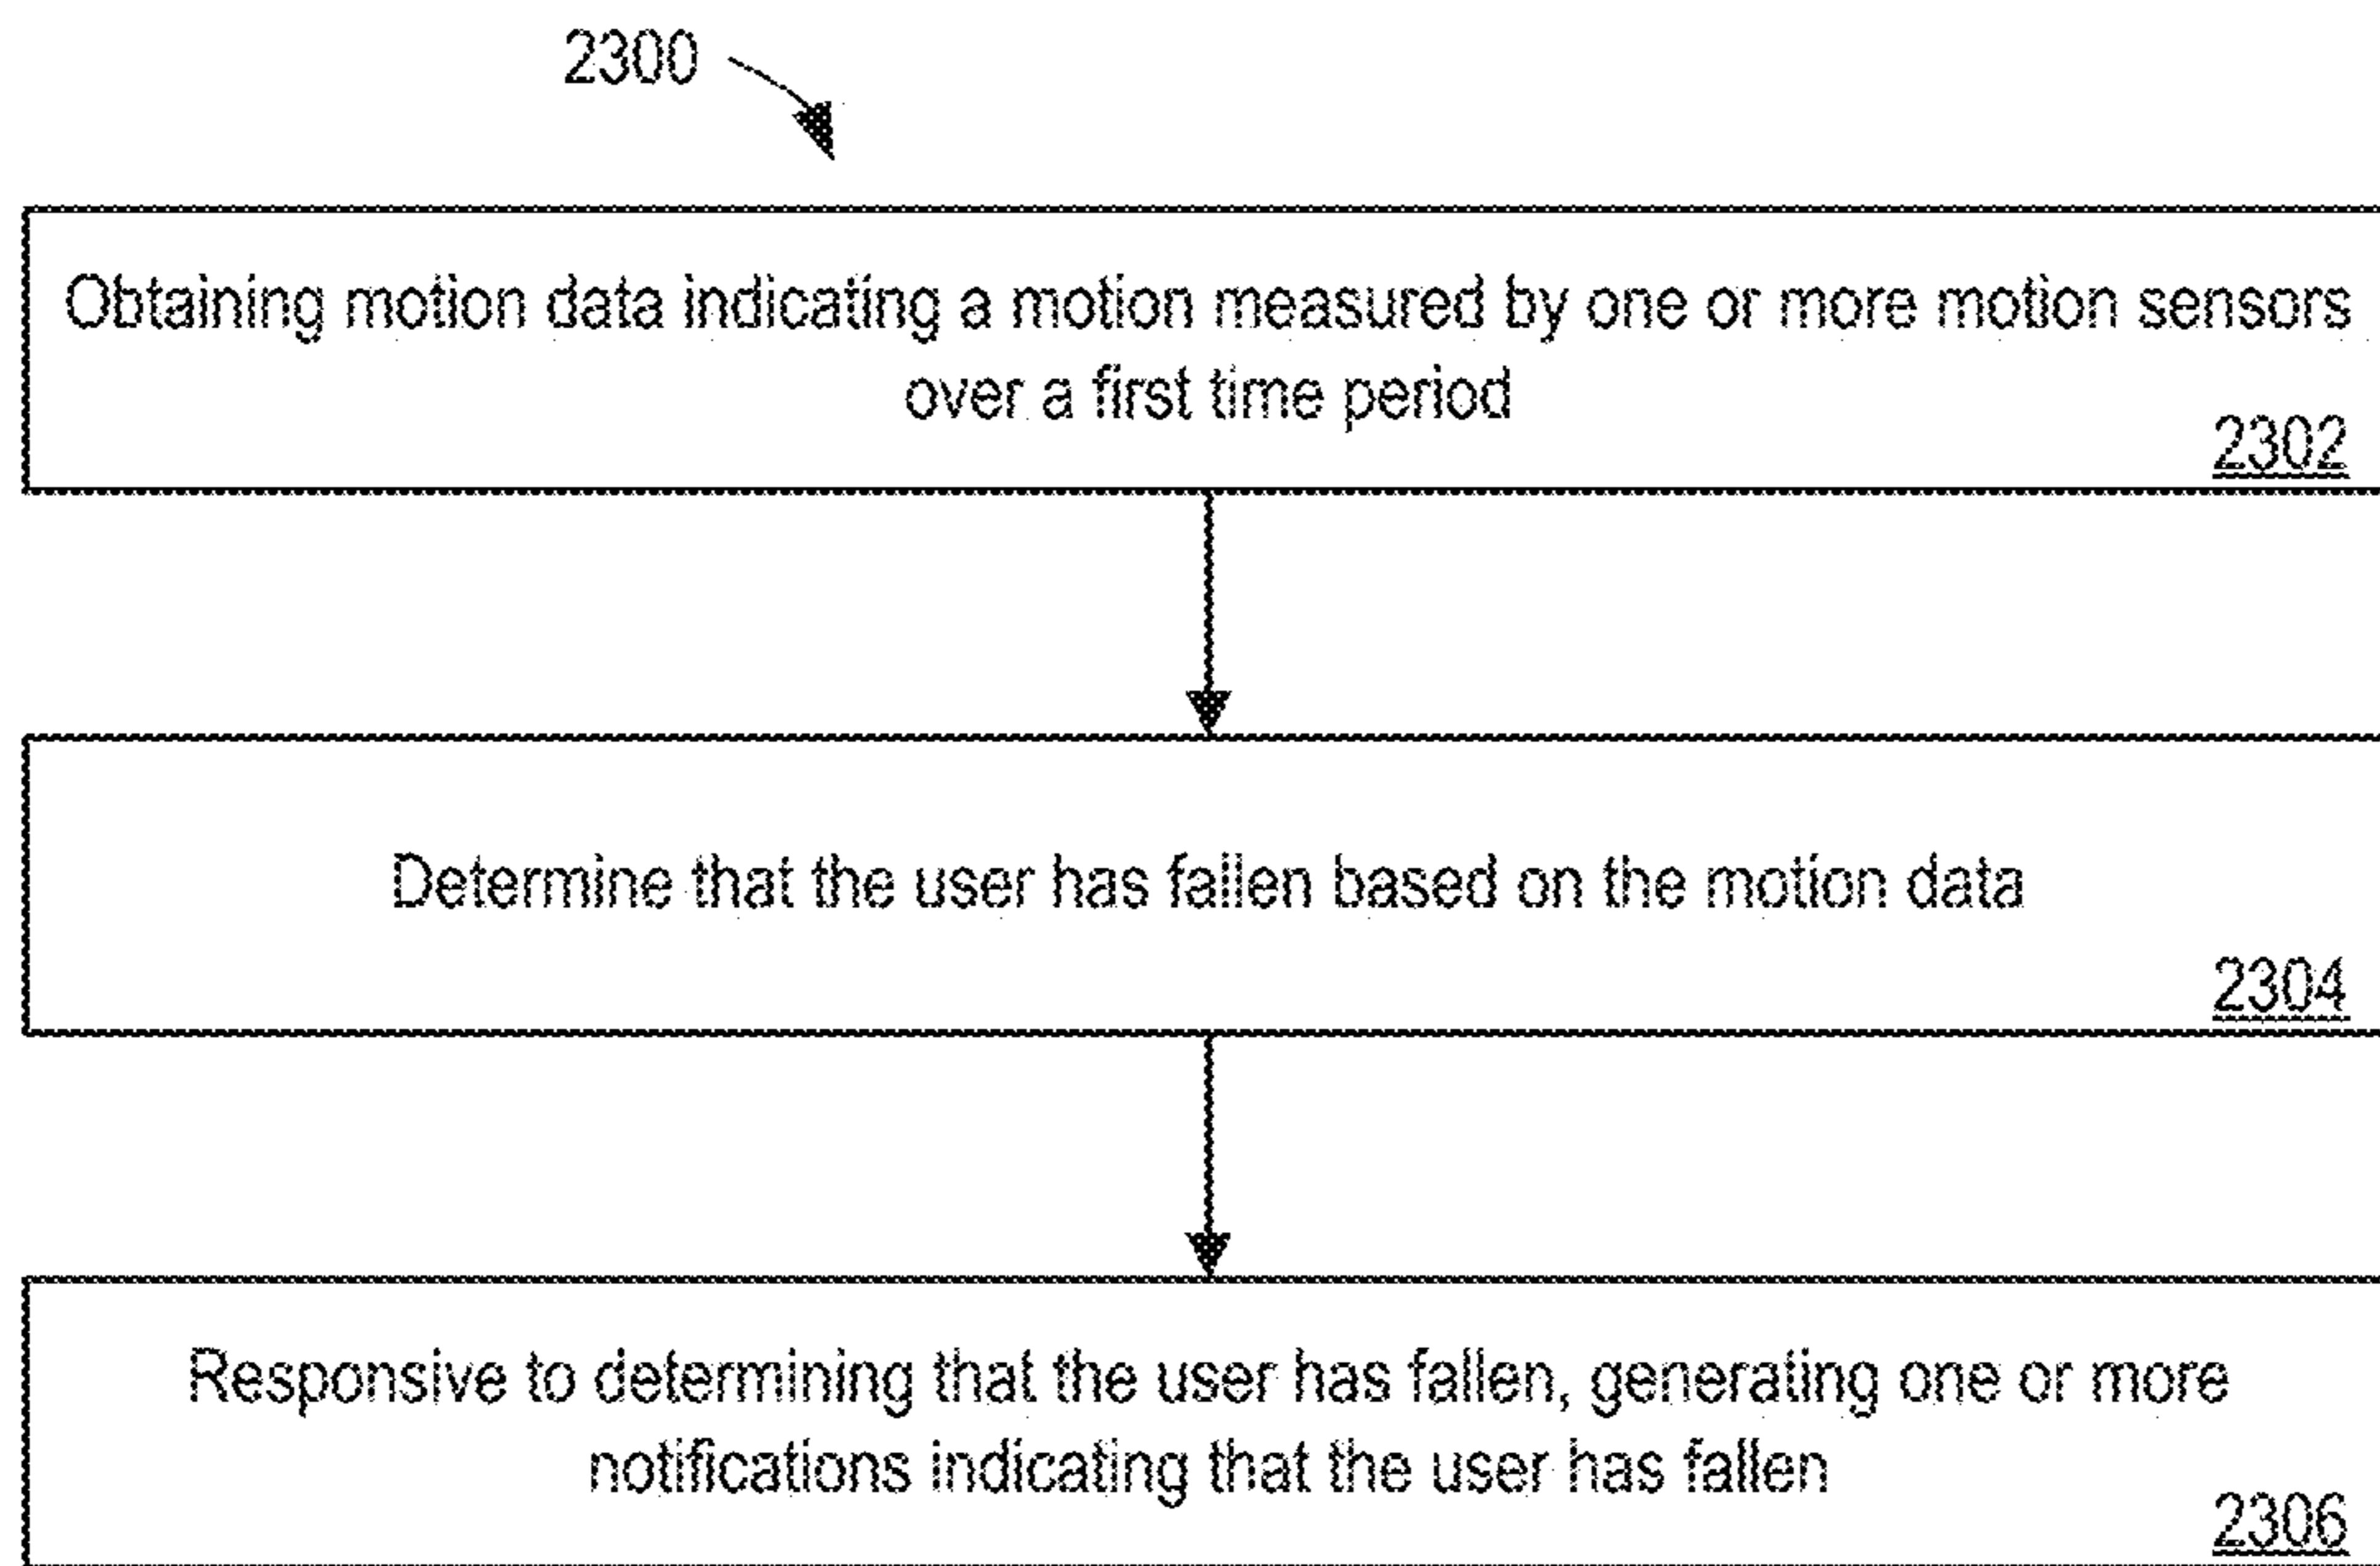 2300
Obtaining motion data indicating a motion measured by one or more motion sensors
over a first time period
2302
Determine that the user has fallen based on the motion data
2304
Responsive to determining that the user has fallen, generating one or more
notifications indicating that the user has fallen
2306